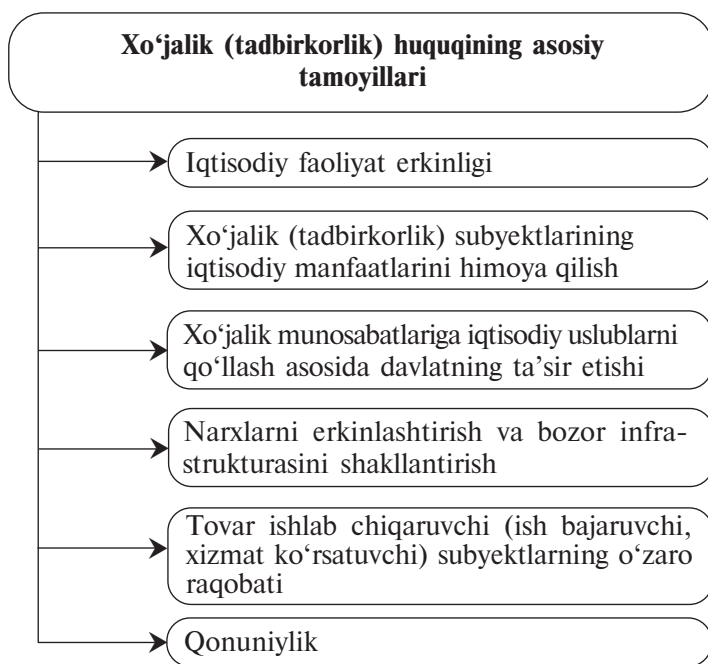 Xo‘jalik (tadbirkorlik) huquqining asosiy
tamoyillari
Iqtisodiy faoliyat erkinligi
Xo‘jalik (tadbirkorlik) subyektlarining
iqtisodiy manfaatlarini himoya qilish
Xo‘jalik munosabatlariga iqtisodiy uslublarni
qo‘llash asosida davlatning ta’sir etishi
Narxlarni erkinlashtirish va bozor infra-
strukturasini shakllantirish
Tovar ishlab chiqaruvchi (ish bajaruvchi,
xizmat ko‘rsatuvchi) subyektlarning o‘zaro
raqobati
Qonuniylik